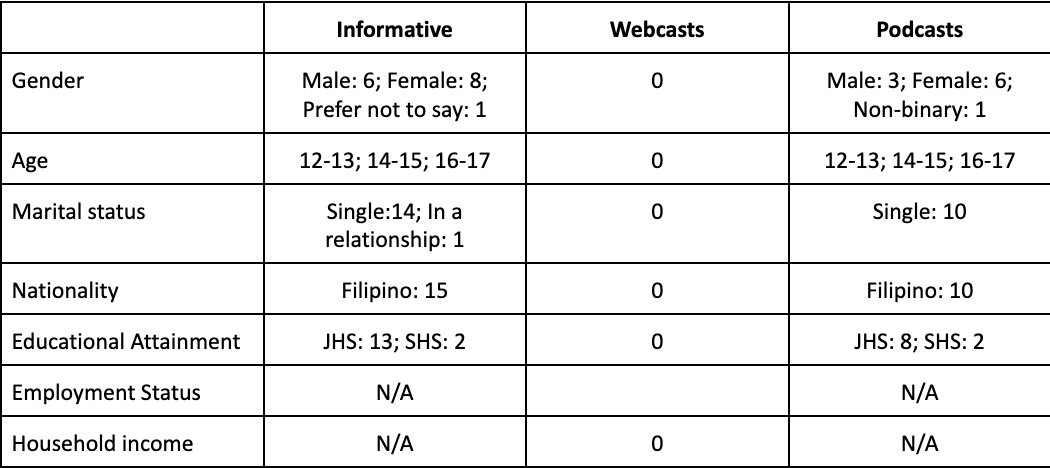 Informative Webcasts Podcasts
Gender Male: 6; Female: 8; 0 Male: 3; Female: 6;
Prefer not to say: 1 Non-binary: 1
Age 12-13; 14-15; 16-17 0 12-13; 14-15; 16-17
Marital status Single:14; In a 0 Single: 10
relationship: 1
Nationality Filipino: 15 0 Filipino: 10
Educational Attainment JHS: 13; SHS: 2 0 JHS: 8; SHS: 2
Employment Status N/A N/A
Household income N/A 0 N/A